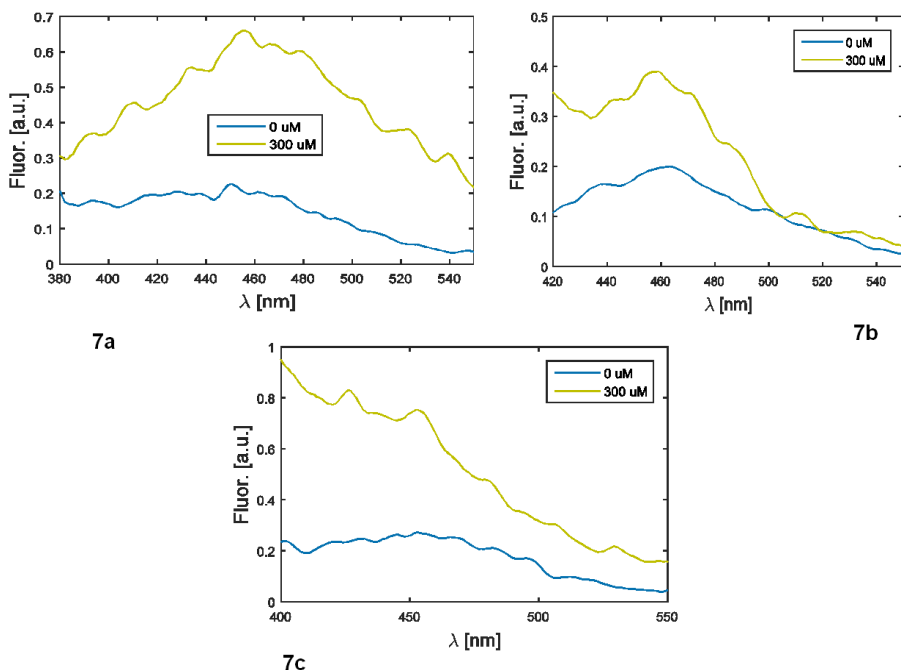 Fluor. [a.u.]
0.7
0.6
0.5
0.4
0.3
0.2
0.1
0
380 400 420 440 460 480 500 520 540
λ [nm]
0 uM
300 uM
7a
Fluor. [a.u.]
0.5
0.4
0.3
0.2
0.1
0
420 440 460 480 500 520 540
λ [nm]
0 uM
300 uM
7b
Fluor. [a.u.]
1
0.8
0.6
0.4
0.2
0
400 450 500 550
λ [nm]
0 uM
300 uM
7c